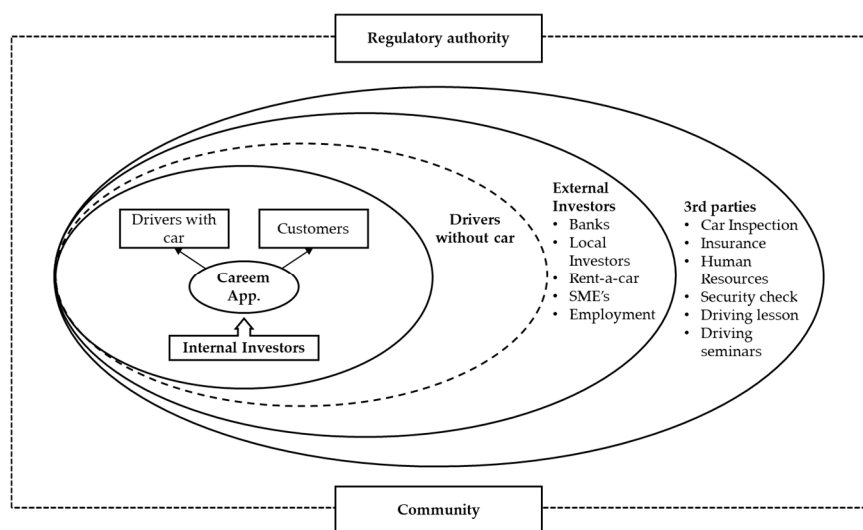 Regulatory authority
Drivers with
car
Customers
Careem
App.
Internal Investors
Drivers
without car
External
Investors
• Banks
• Local
Investors
• Rent-a-car
• SME's
• Employment
3rd parties
• Car Inspection
• Insurance
• Human
Resources
• Security check
• Driving lesson
• Driving
seminars
Community